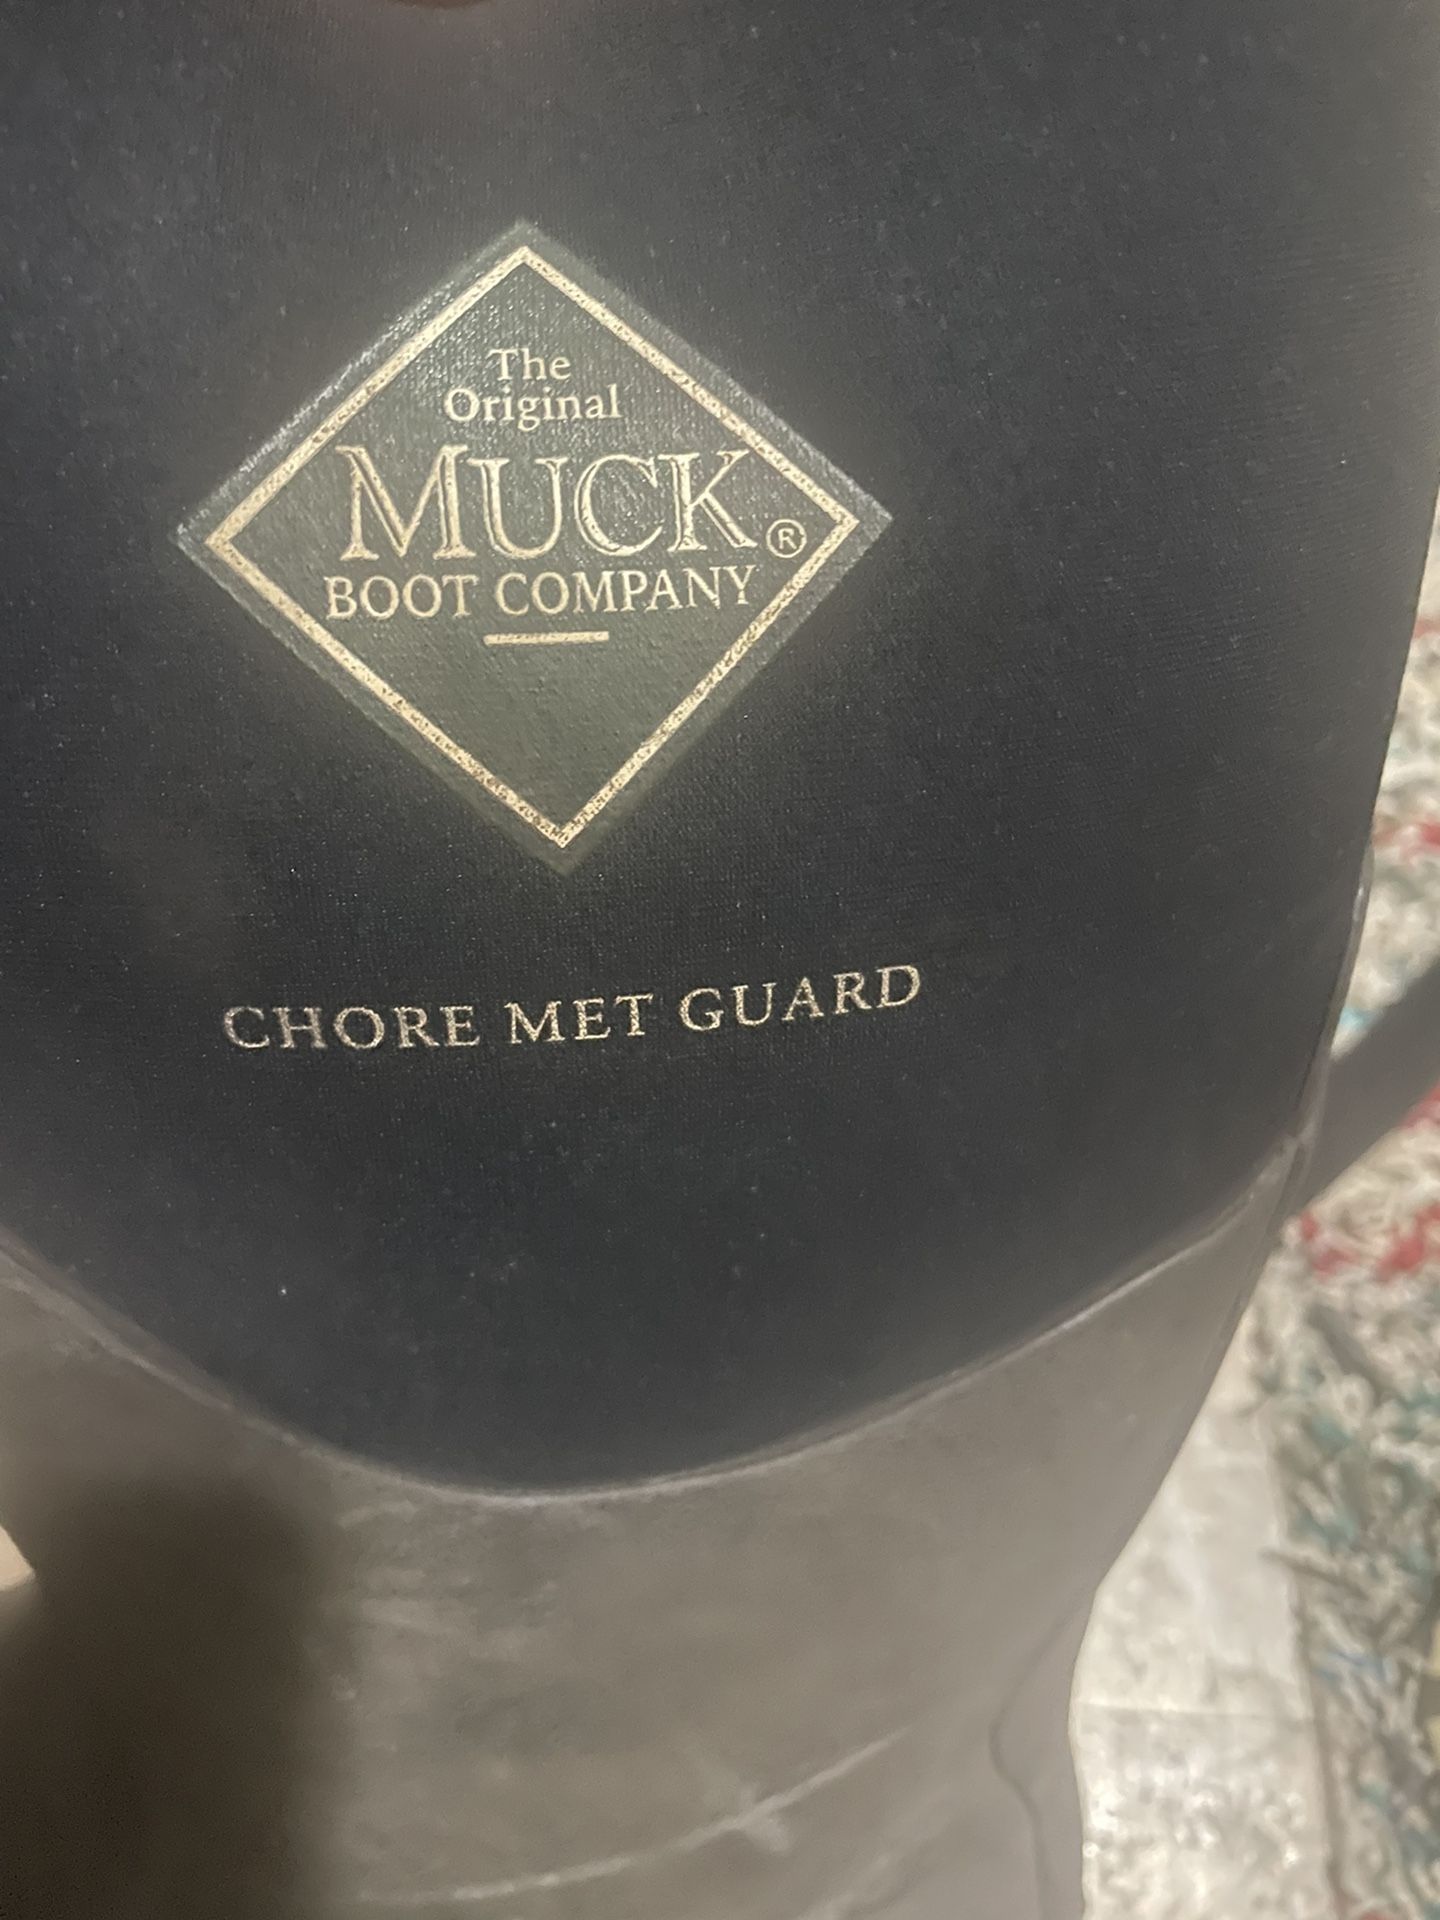 The
Original
MUCK®
BOOT COMPANY
CHORE MET GUARD